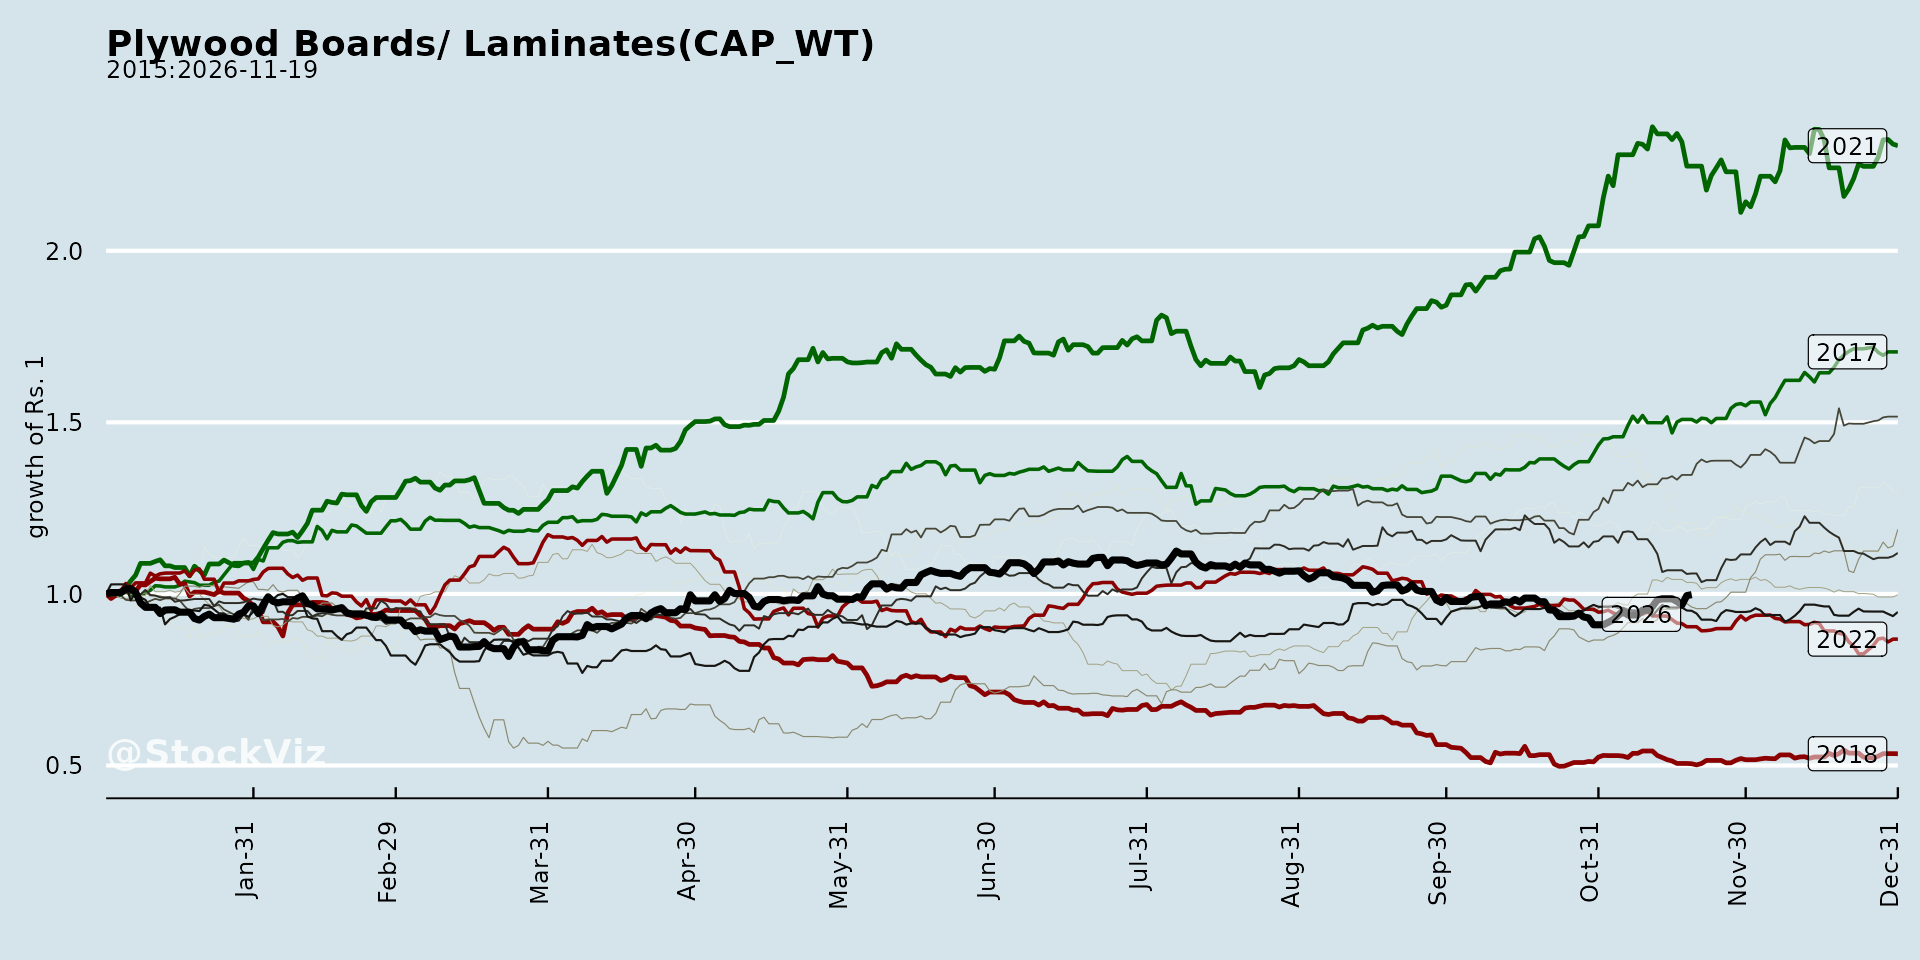 Plywood Boards/ Laminates(CAP_WT)
2015:2026-11-19
growth of Rs. 1
2.0
1.5
1.0
0.5
2021
2017
2026
2022
2018
@StockViz
Jan-31
Feb-29
Mar-31
Apr-30
May-31
Jun-30
Jul-31
Aug-31
Sep-30
Oct-31
Nov-30
Dec-31